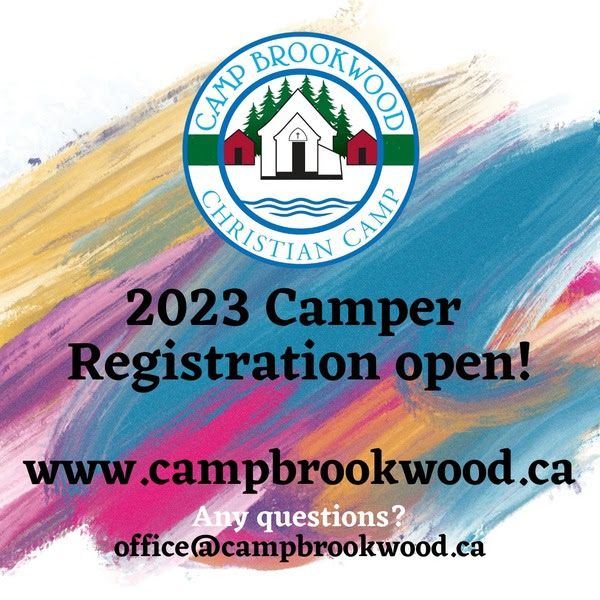 CAMP BROOKWOOD
CHRISTIAN CAMP
2023 Camper
Registration open!
www.campbrookwood.ca
Any questions?
office@campbrookwood.ca